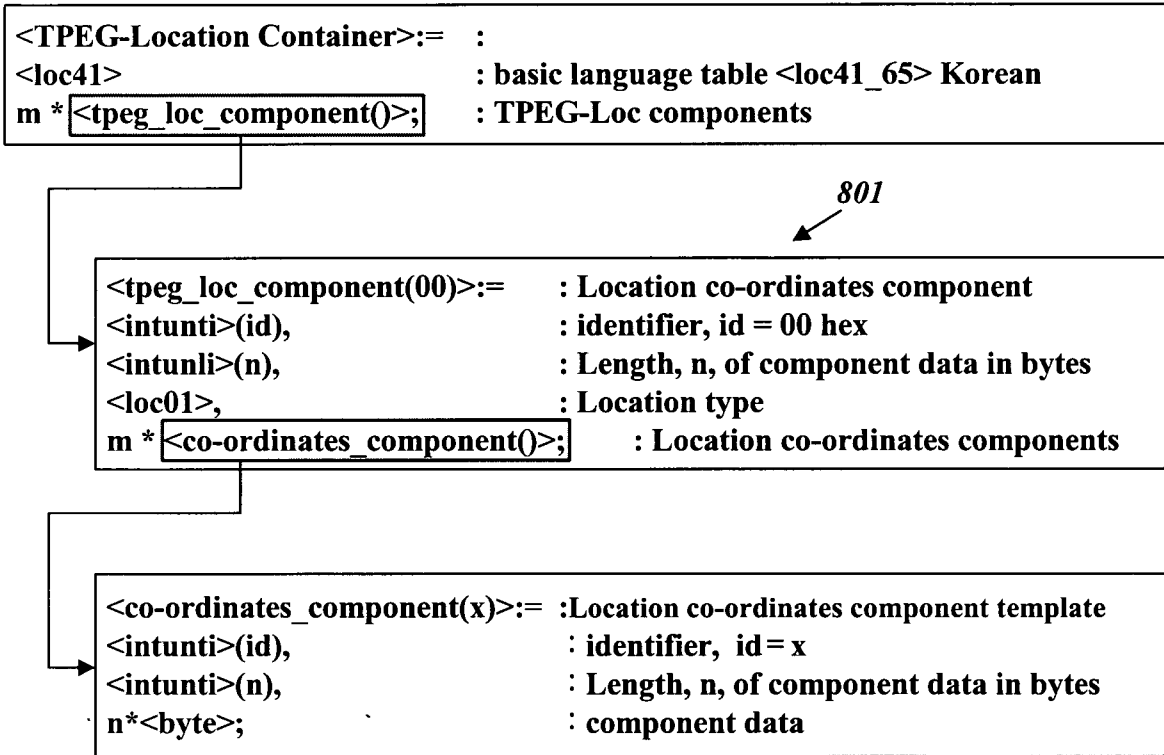 <TPEG-Location Container>:= :
<loc41> : basic language table <loc41_65> Korean
m * <tpeg_loc_component()>; : TPEG-Loc components
801
<tpeg_loc_component(00)>:= : Location co-ordinates component
<intunti>(id), : identifier, id = 00 hex
<intunli>(n), : Length, n, of component data in bytes
<loc01>, : Location type
m * <co-ordinates_component()>; : Location co-ordinates components
<co-ordinates_component(x)>:= :Location co-ordinates component template
<intunti>(id), : identifier, id = x
<intunti>(n), : Length, n, of component data in bytes
n*<byte>; : component data